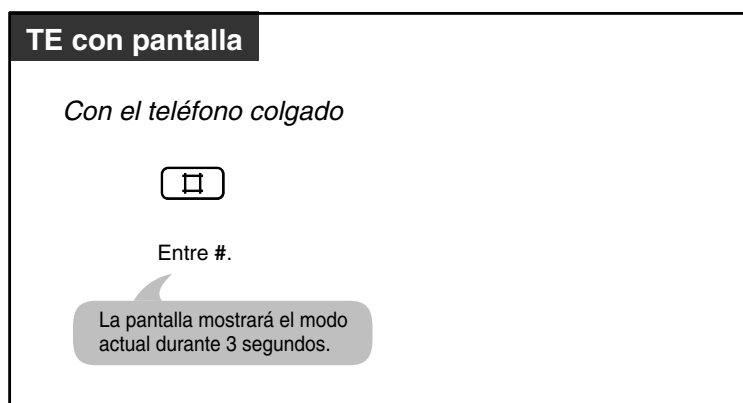 TE con pantalla
Con el teléfono colgado
Entre #.
La pantalla mostrará el modo
actual durante 3 segundos.